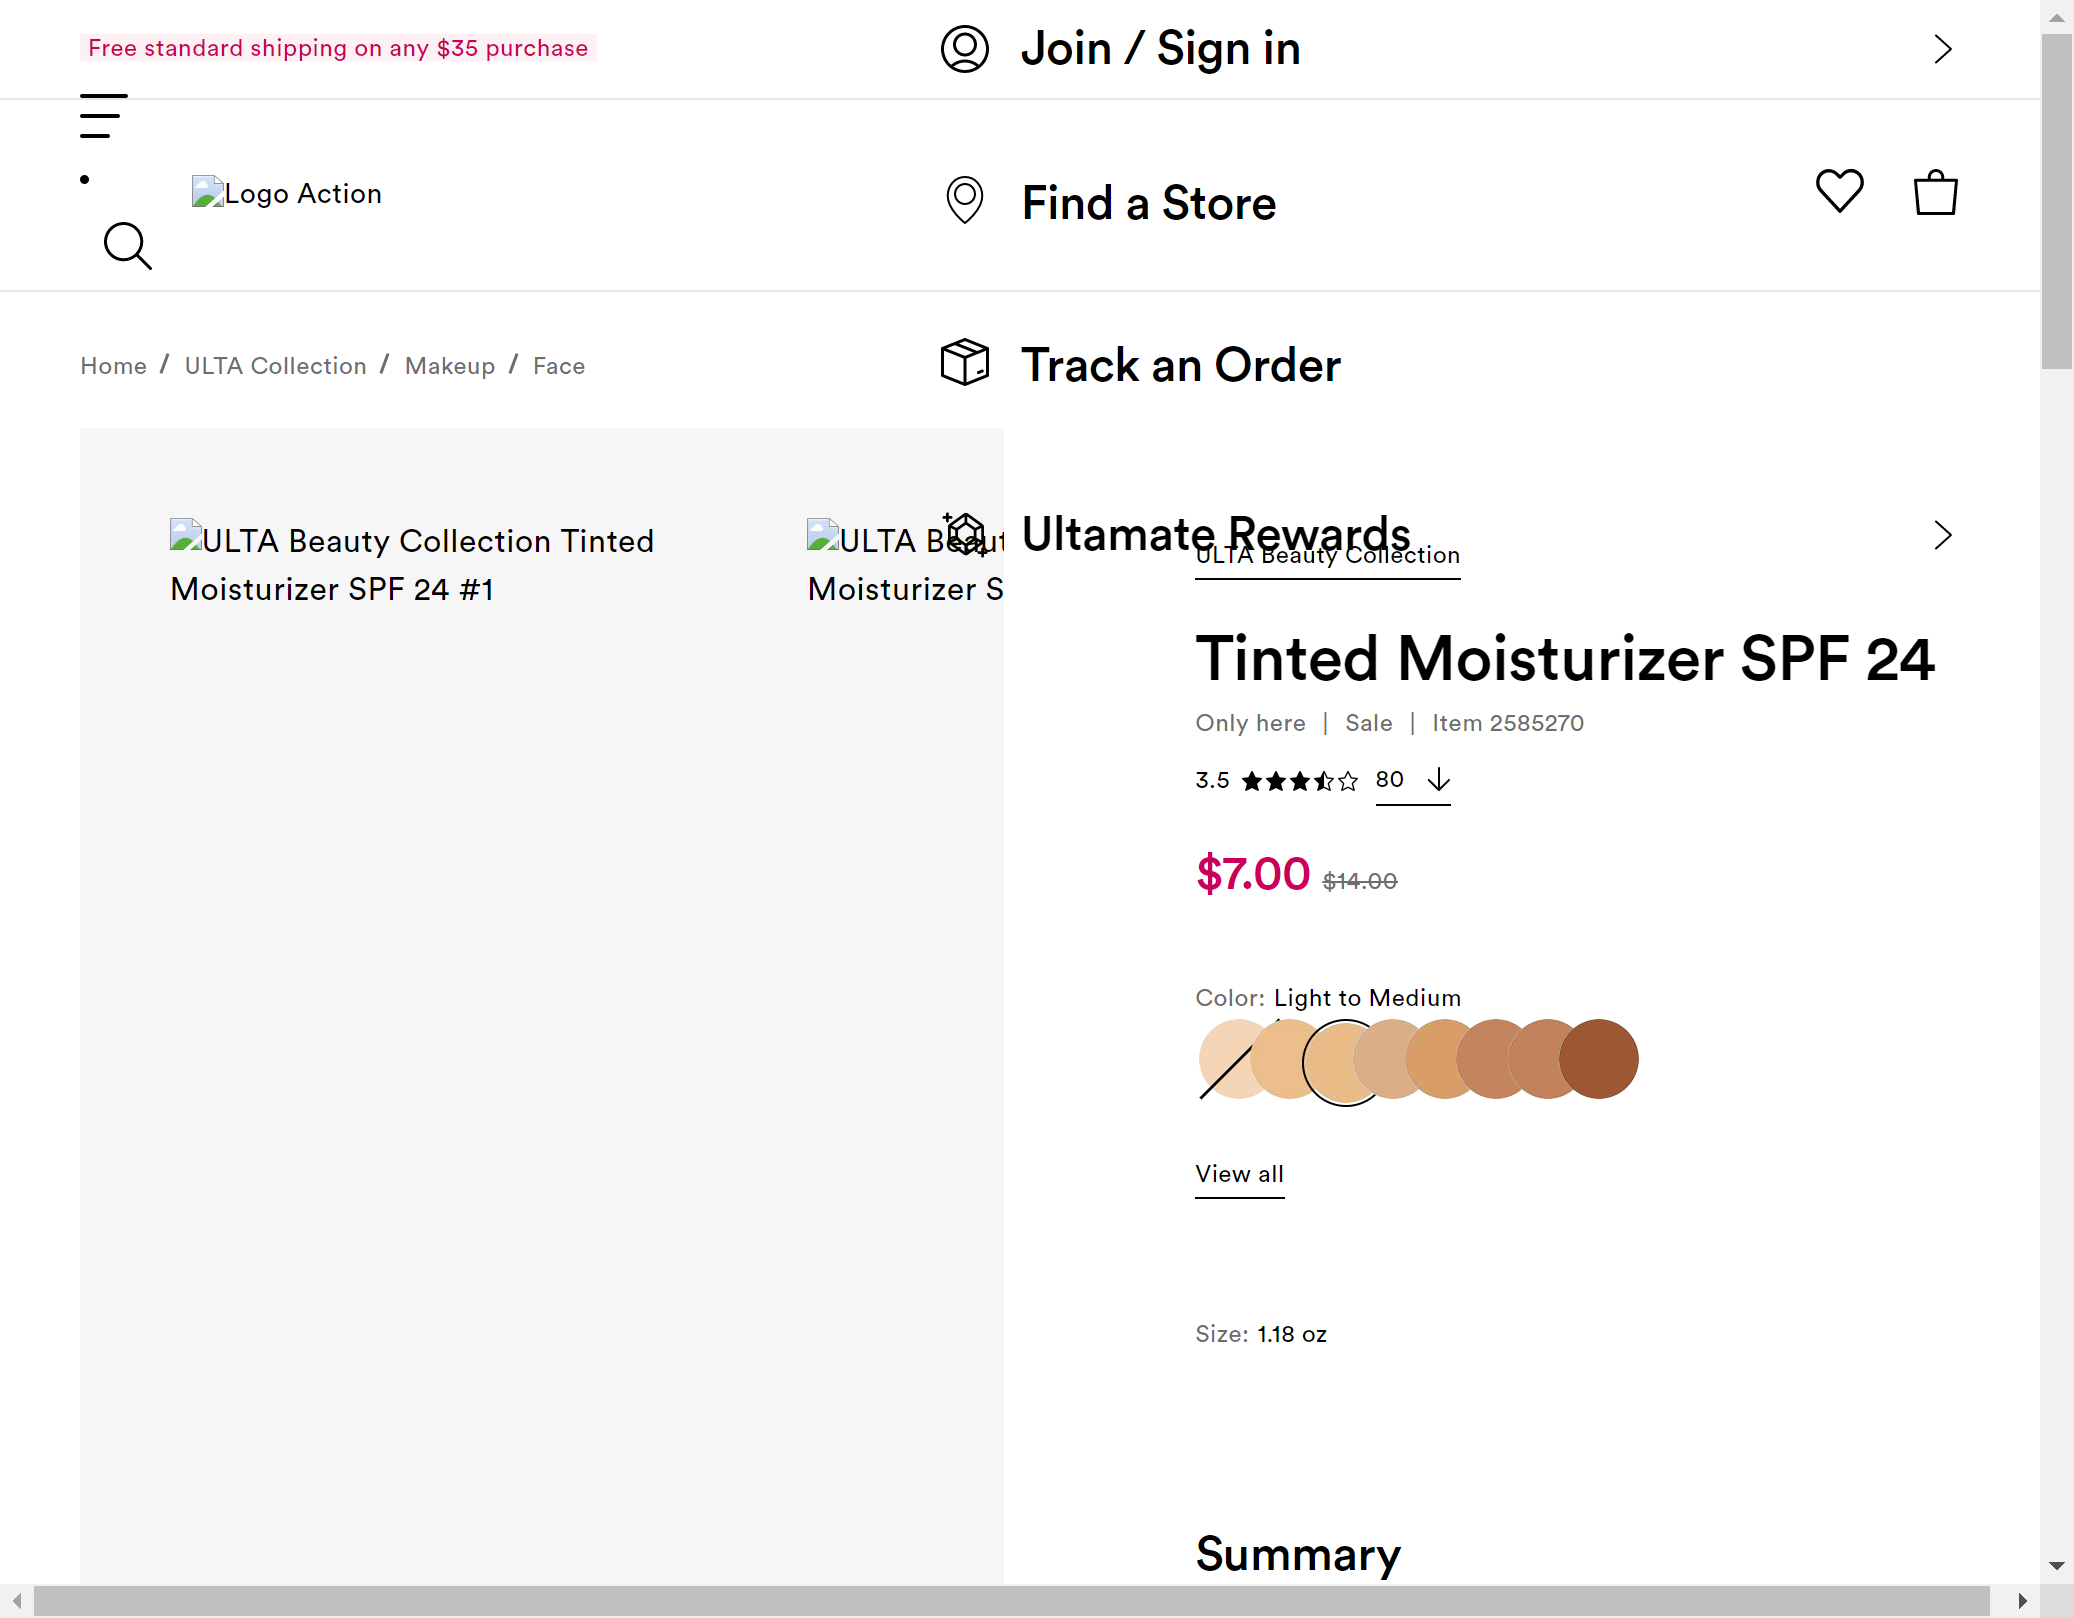 Free standard shipping on any $35 purchase
Join / Sign in
Logo Action
Find a Store
Home / ULTA Collection / Makeup / Face
Track an Order
ULTA Beauty Collection Tinted
Moisturizer SPF 24 #1
ULTA Beaut
Moisturizer S
Ultamate Rewards
ULTA Beauty Collection
Tinted Moisturizer SPF 24
Only here | Sale | Item 2585270
3.5 80
$7.00 $14.00
Color: Light to Medium
View all
Size: 1.18 oz
Summary